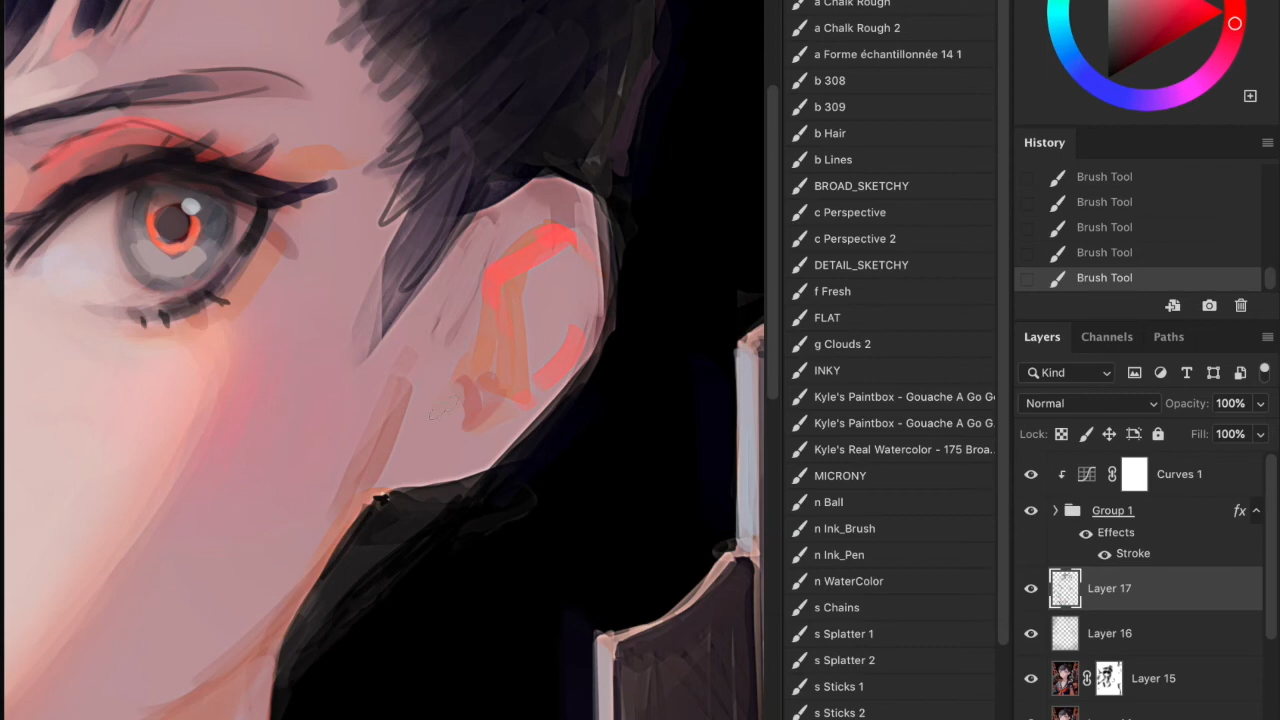 a Chalk Rough
a Chalk Rough 2
a Forme échantillonnée 14 1
b 308
b 309
b Hair
b Lines
BROAD_SKETCHY
c Perspective
c Perspective 2
DETAIL_SKETCHY
f Fresh
FLAT
g Clouds 2
INKY
Kyle's Paintbox - Gouache A Go Go
Kyle's Paintbox - Gouache A Go G...
Kyle's Real Watercolor - 175 Broa...
MICRONY
n Ball
n Ink_Brush
n Ink_Pen
n WaterColor
s Chains
s Splatter 1
s Splatter 2
s Sticks 1
s Sticks 2
History
Brush Tool
Brush Tool
Brush Tool
Brush Tool
Brush Tool
Layers Channels Paths
Kind
Normal Opacity: 100%
Lock: Fill: 100%
Curves 1
Group 1 fx
Effects
Stroke
Layer 17
Layer 16
Layer 15